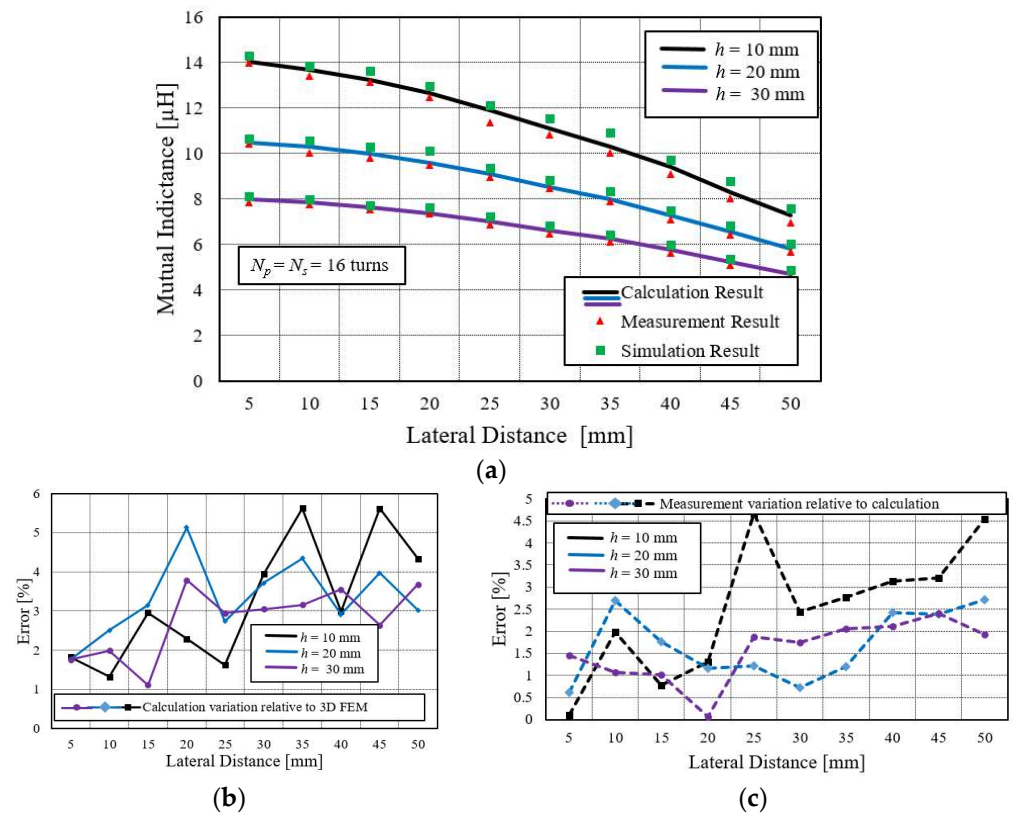 16
14
12
10
8
6
4
2
0
Mutual Inductance [µH]
h = 10 mm
h = 20 mm
h = 30 mm
Np = Ns = 16 turns
Calculation Result
Measurement Result
Simulation Result
5 10 15 20 25 30 35 40 45 50
Lateral Distance [mm]
(a)
6
5
4
3
2
1
0
Error [%]
h = 10 mm
h = 20 mm
h = 30 mm
Calculation variation relative to 3D FEM
5 10 15 20 25 30 35 40 45 50
Lateral Distance [mm]
(b)
5
4.5
4
3.5
3
2.5
2
1.5
1
0.5
0
Error [%]
Measurement variation relative to calculation
h = 10 mm
h = 20 mm
h = 30 mm
5 10 15 20 25 30 35 40 45 50
Lateral Distance [mm]
(c)